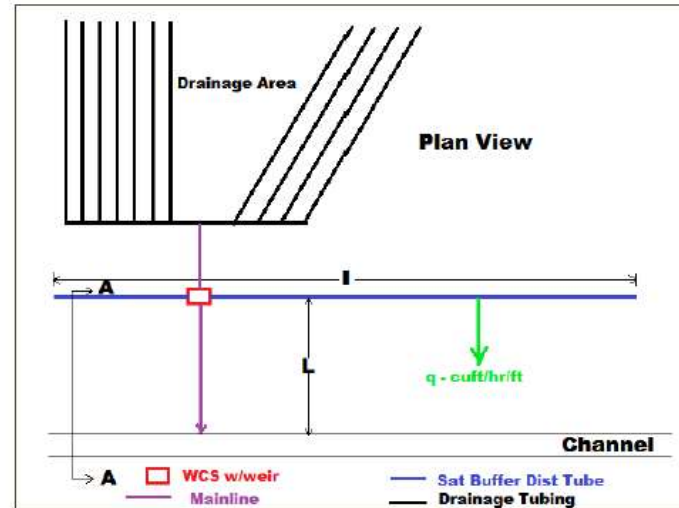 Drainage Area
Plan View
I
A
L
q - cuft/hr/ft
Channel
A
WCS w/weir
Sat Buffer Dist Tube
Mainline
Drainage Tubing